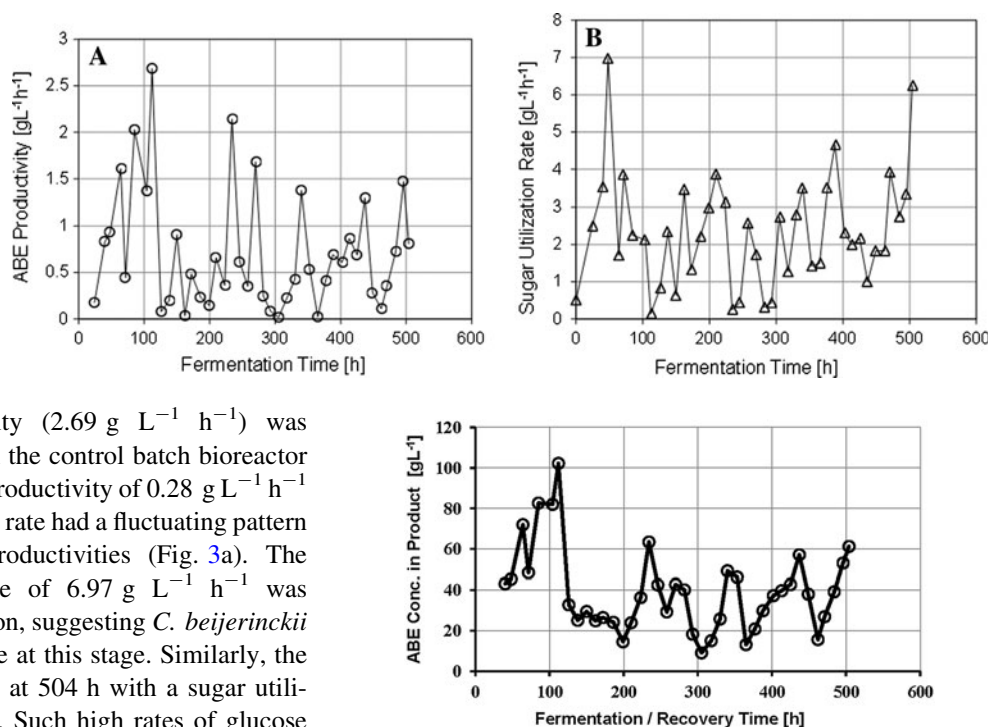 A
ABE Productivity [gL⁻¹h⁻¹]
3
2.5
2
1.5
1
0.5
0
0 100 200 300 400 500 600
Fermentation Time [h]
B
Sugar Utilization Rate [gL⁻¹h⁻¹]
8
7
6
5
4
3
2
1
0
0 100 200 300 400 500 600
Fermentation Time [h]
ity (2.69 g L⁻¹ h⁻¹) was
the control batch bioreactor
roductivity of 0.28 g L⁻¹ h⁻¹
rate had a fluctuating pattern
roductivities (Fig. 3a). The
e of 6.97 g L⁻¹ h⁻¹ was
on, suggesting C. beijerinckii
e at this stage. Similarly, the
at 504 h with a sugar utili-
. Such high rates of glucose
ABE Conc. in Product [gL⁻¹]
120
100
80
60
40
20
0
0 100 200 300 400 500 600
Fermentation / Recovery Time [h]